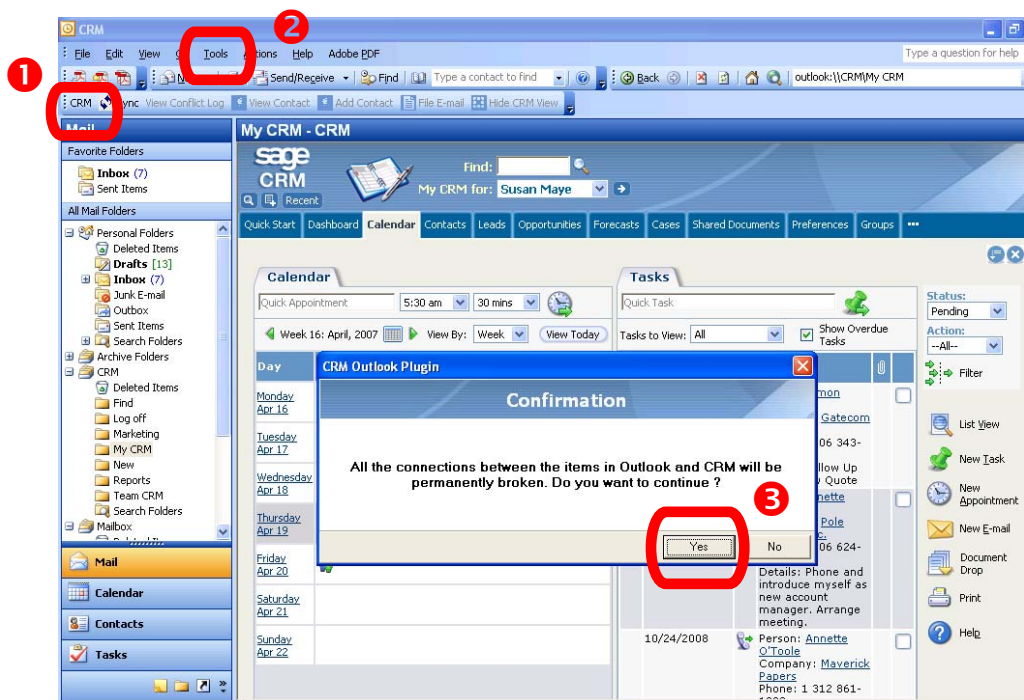 CRM
2
File Edit View Tools Actions Help Adobe PDF
Type a question for help
1
Send/Receive Find Type a contact to find Back outlook:\\CRM\My CRM
CRM View Conflict Log View Contact Add Contact File E-mail Hide CRM View
Mail
My CRM - CRM
Favorite Folders
Inbox (7)
Sent Items
All Mail Folders
Personal Folders
Deleted Items
Drafts [13]
Inbox (7)
Junk E-mail
Outbox
Sent Items
Search Folders
Archive Folders
CRM
Deleted Items
Find
Log off
Marketing
My CRM
New
Reports
Team CRM
Search Folders
Mailbox
Mail
Calendar
Contacts
Tasks
sage
CRM
Recent
Find:
My CRM for: Susan Maye
Quick Start Dashboard Calendar Contacts Leads Opportunities Forecasts Cases Shared Documents Preferences Groups •••
Calendar
Quick Appointment 5:30 am 30 mins
Week 16: April, 2007 View By: Week View Today
Day
Monday
Apr 16
Tuesday
Apr 17
Wednesday
Apr 18
Thursday
Apr 19
Friday
Apr 20
Saturday
Apr 21
Sunday
Apr 22
Tasks
Quick Task
Tasks to View: All Show Overdue
Tasks
Gatecom
06 343-
Quote
Pole
06 624-
Details: Phone and
introduce myself as
new account
manager. Arrange
meeting.
10/24/2008 Person: Annette
O'Toole
Company: Maverick
Papers
Phone: 1 312 861-
CRM Outlook Plugin
Confirmation
All the connections between the items in Outlook and CRM will be
permanently broken. Do you want to continue ?
3
Yes No
Status:
Pending
Action:
--All--
Filter
List View
New Task
New
Appointment
New E-mail
Document
Drop
Print
Help